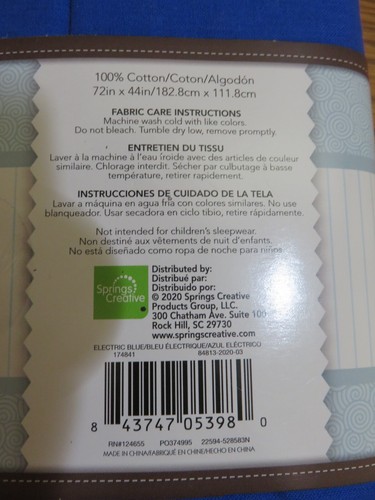 100% Cotton/Coton/Algodón
72in x 44in/182.8cm x 111.8cm
FABRIC CARE INSTRUCTIONS
Machine wash cold with like colors.
Do not bleach. Tumble dry low, remove promptly.
ENTRETIEN DU TISSU
Laver à la machine à l'eau froide avec des articles de couleur
similaire. Chlorage interdit. Sécher par culbutage à basse
température, retirer rapidement.
INSTRUCCIONES DE CUIDADO DE LA TELA
Lavar a máquina en agua fría con colores similares. No use
blanqueador. Usar secadora en ciclo tibio, retire rápidamente.
Not intended for children's sleepwear.
Non destiné aux vêtements de nuit d'enfants.
No está diseñado como ropa de noche para niños
Springs
Creative
Distributed by:
Distribué par:
Distribuido por:
© 2020 Springs Creative
Products Group, LLC.
300 Chatham Ave. Suite 100
Rock Hill, SC 29730
www.springscreative.com
ELECTRIC BLUE/BLEU ÉLECTRIQUE/AZUL ELÉCTRICO
174841 84813-2020-03
8 43747 05398 0
RN#124655 PO374995 22594-528583N
MADE IN CHINA/FABRIQUÉ EN CHINE/HECHO EN CHINA